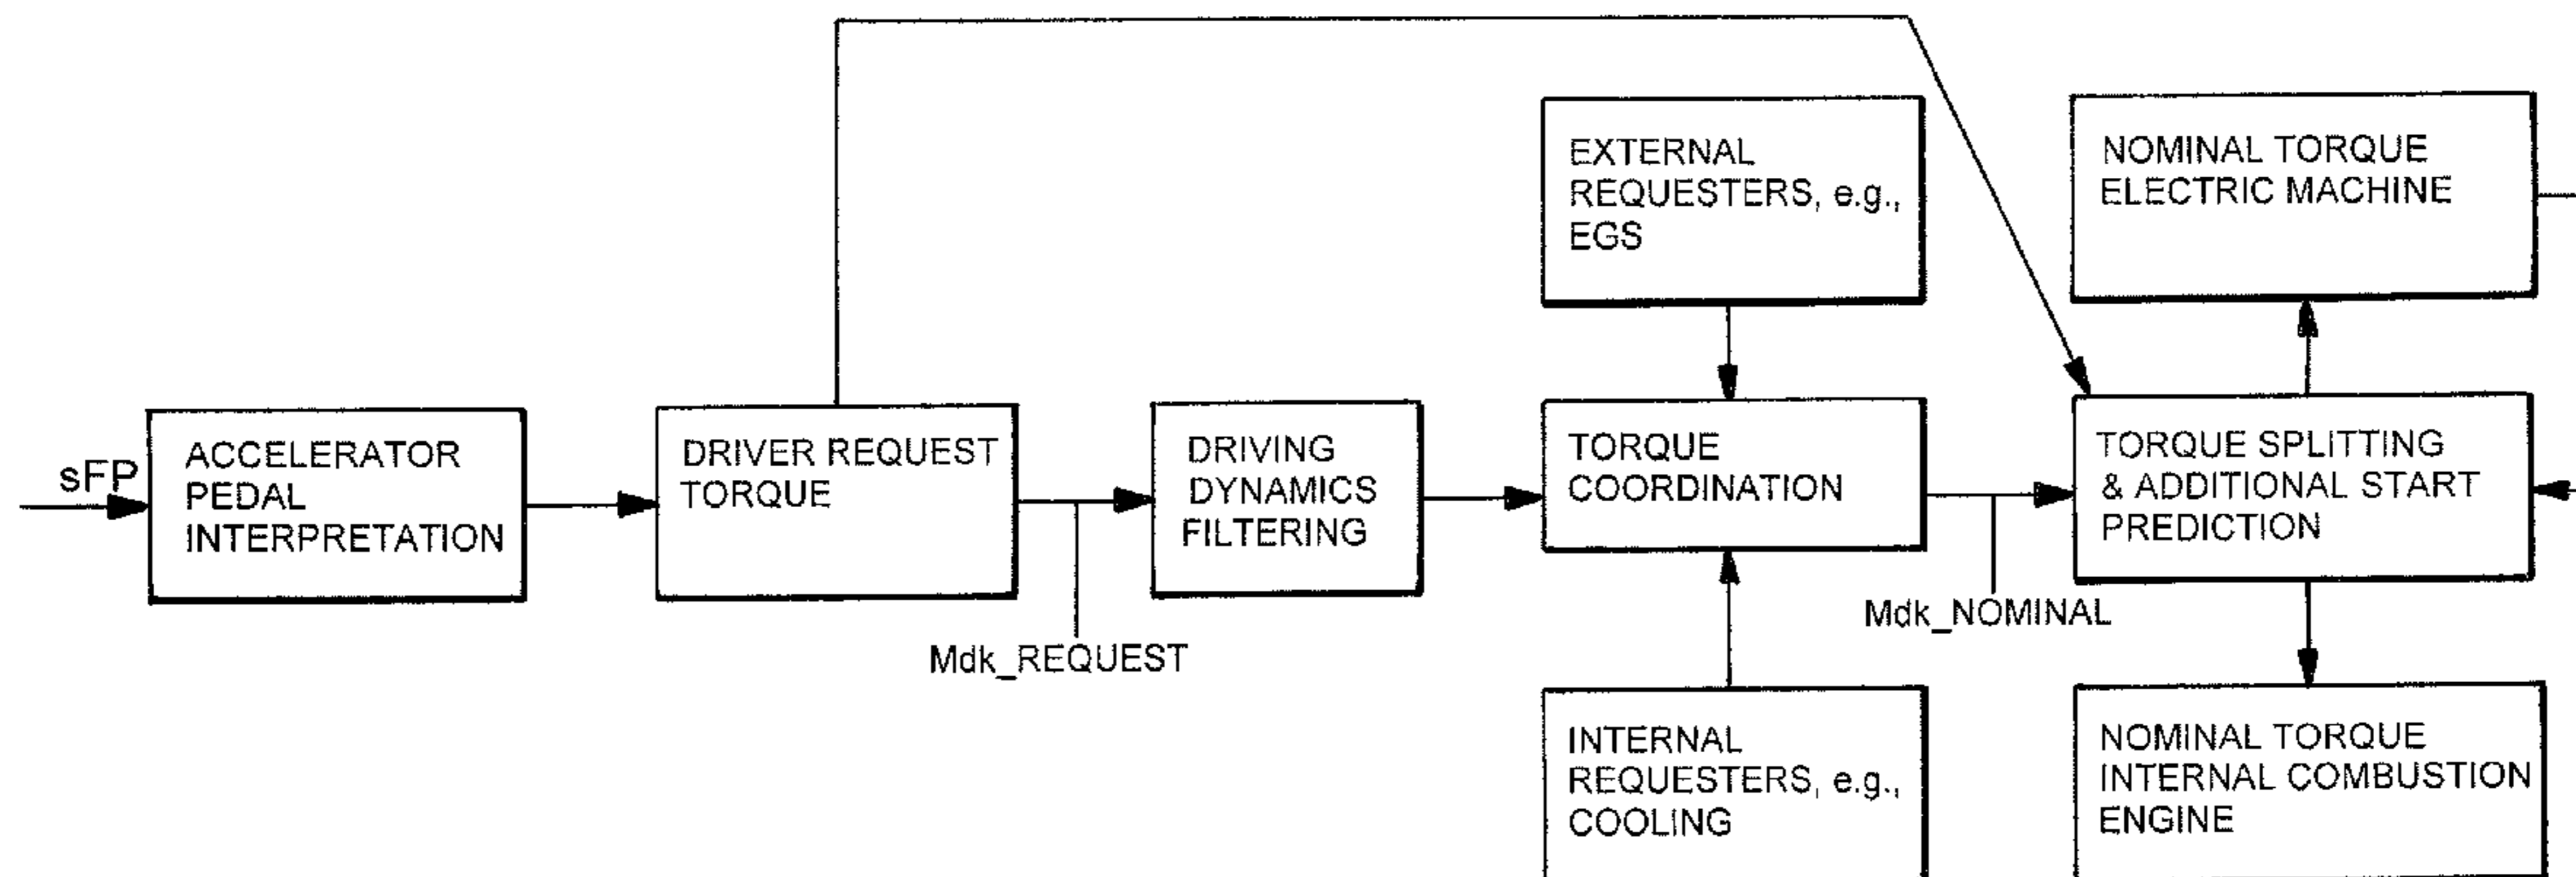 sFP
ACCELERATOR
PEDAL
INTERPRETATION
DRIVER REQUEST
TORQUE
Mdk_REQUEST
DRIVING
DYNAMICS
FILTERING
EXTERNAL
REQUESTERS, e.g.,
EGS
TORQUE
COORDINATION
INTERNAL
REQUESTERS, e.g.,
COOLING
Mdk_NOMINAL
NOMINAL TORQUE
ELECTRIC MACHINE
TORQUE SPLITTING
& ADDITIONAL START
PREDICTION
NOMINAL TORQUE
INTERNAL COMBUSTION
ENGINE